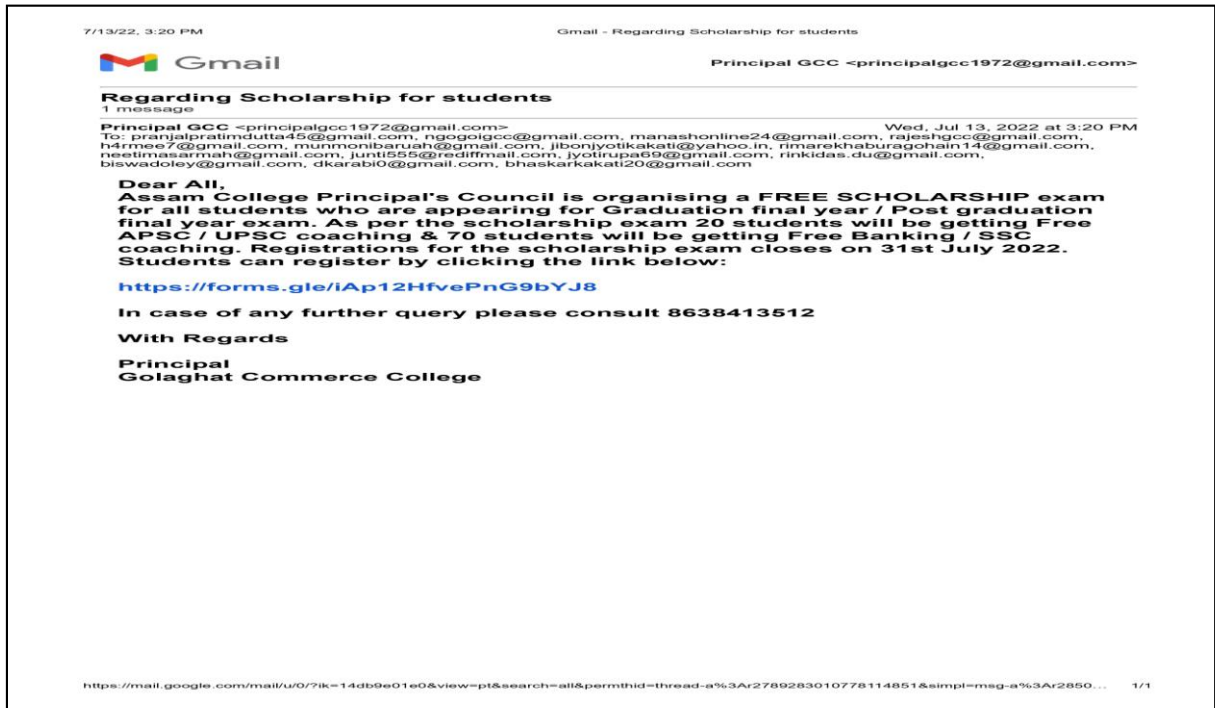 7/13/22, 3:20 PM Gmail - Regarding Scholarship for students
Gmail Principal GCC <principalgcc1972@gmail.com>
Regarding Scholarship for students
1 message
Principal GCC <principalgcc1972@gmail.com> Wed, Jul 13, 2022 at 3:20 PM
To: pranjalpratimdutta45@gmail.com, ngogoigcc@gmail.com, manashonline24@gmail.com, rajeshgcc@gmail.com,
h4rmee7@gmail.com, munmonibaruah@gmail.com, jibonjyotikakati@yahoo.in, rimarekhaburagohain14@gmail.com,
neetimasarmah@gmail.com, junti555@rediffmail.com, jyotirupa69@gmail.com, rinkidas.du@gmail.com,
biswadoley@gmail.com, dkarabi0@gmail.com, bhaskarkakati20@gmail.com
Dear All,
Assam College Principal's Council is organising a FREE SCHOLARSHIP exam
for all students who are appearing for Graduation final year / Post graduation
final year exam. As per the scholarship exam 20 students will be getting Free
APSC / UPSC coaching & 70 students will be getting Free Banking / SSC
coaching. Registrations for the scholarship exam closes on 31st July 2022.
Students can register by clicking the link below:
https://forms.gle/iAp12HfvePnG9bYJ8
In case of any further query please consult 8638413512
With Regards
Principal
Golaghat Commerce College
https://mail.google.com/mail/u/0/?ik=14db9e01e0&view=pt&search=all&permthid=thread-a%3Ar2789283010778114851&simpl=msg-a%3Ar2850... 1/1